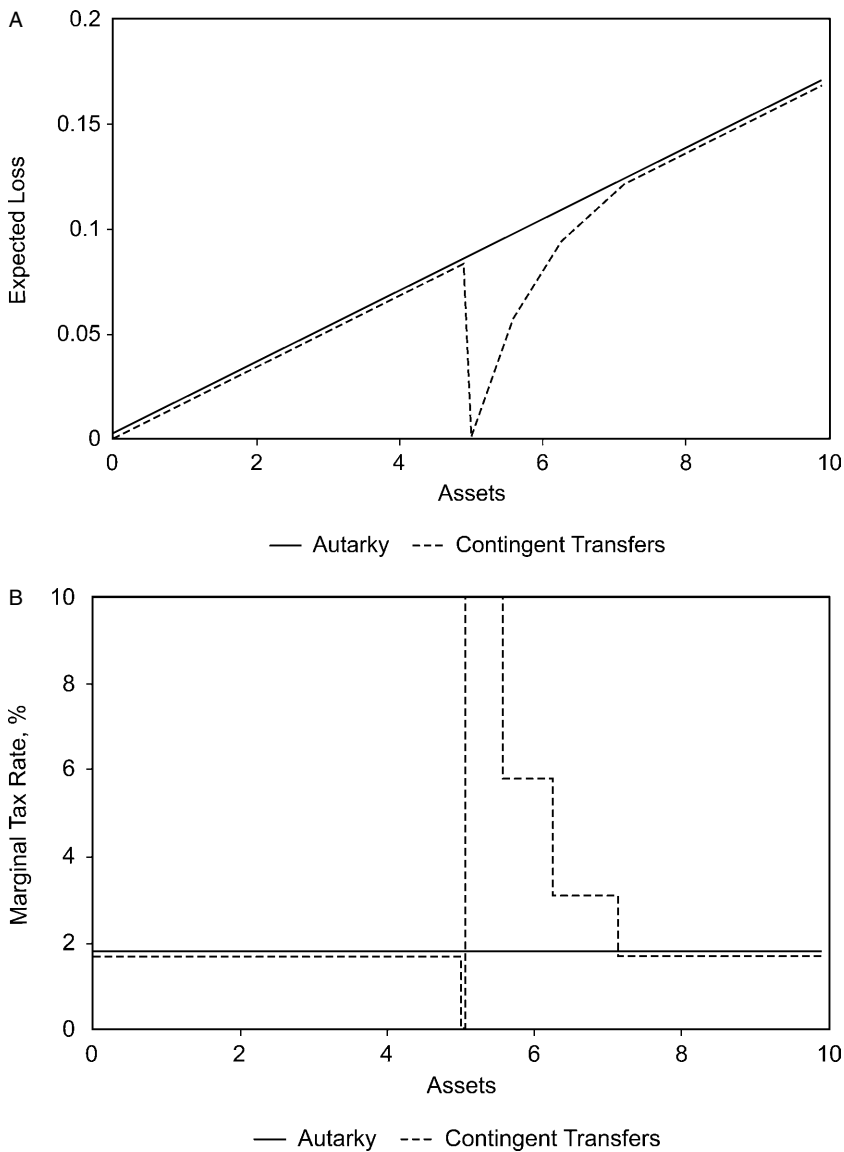 A
0.2
0.15
0.1
0.05
0
Expected Loss
0 2 4 6 8 10
Assets
Autarky Contingent Transfers
B
10
8
6
4
2
0
Marginal Tax Rate, %
0 2 4 6 8 10
Assets
Autarky Contingent Transfers